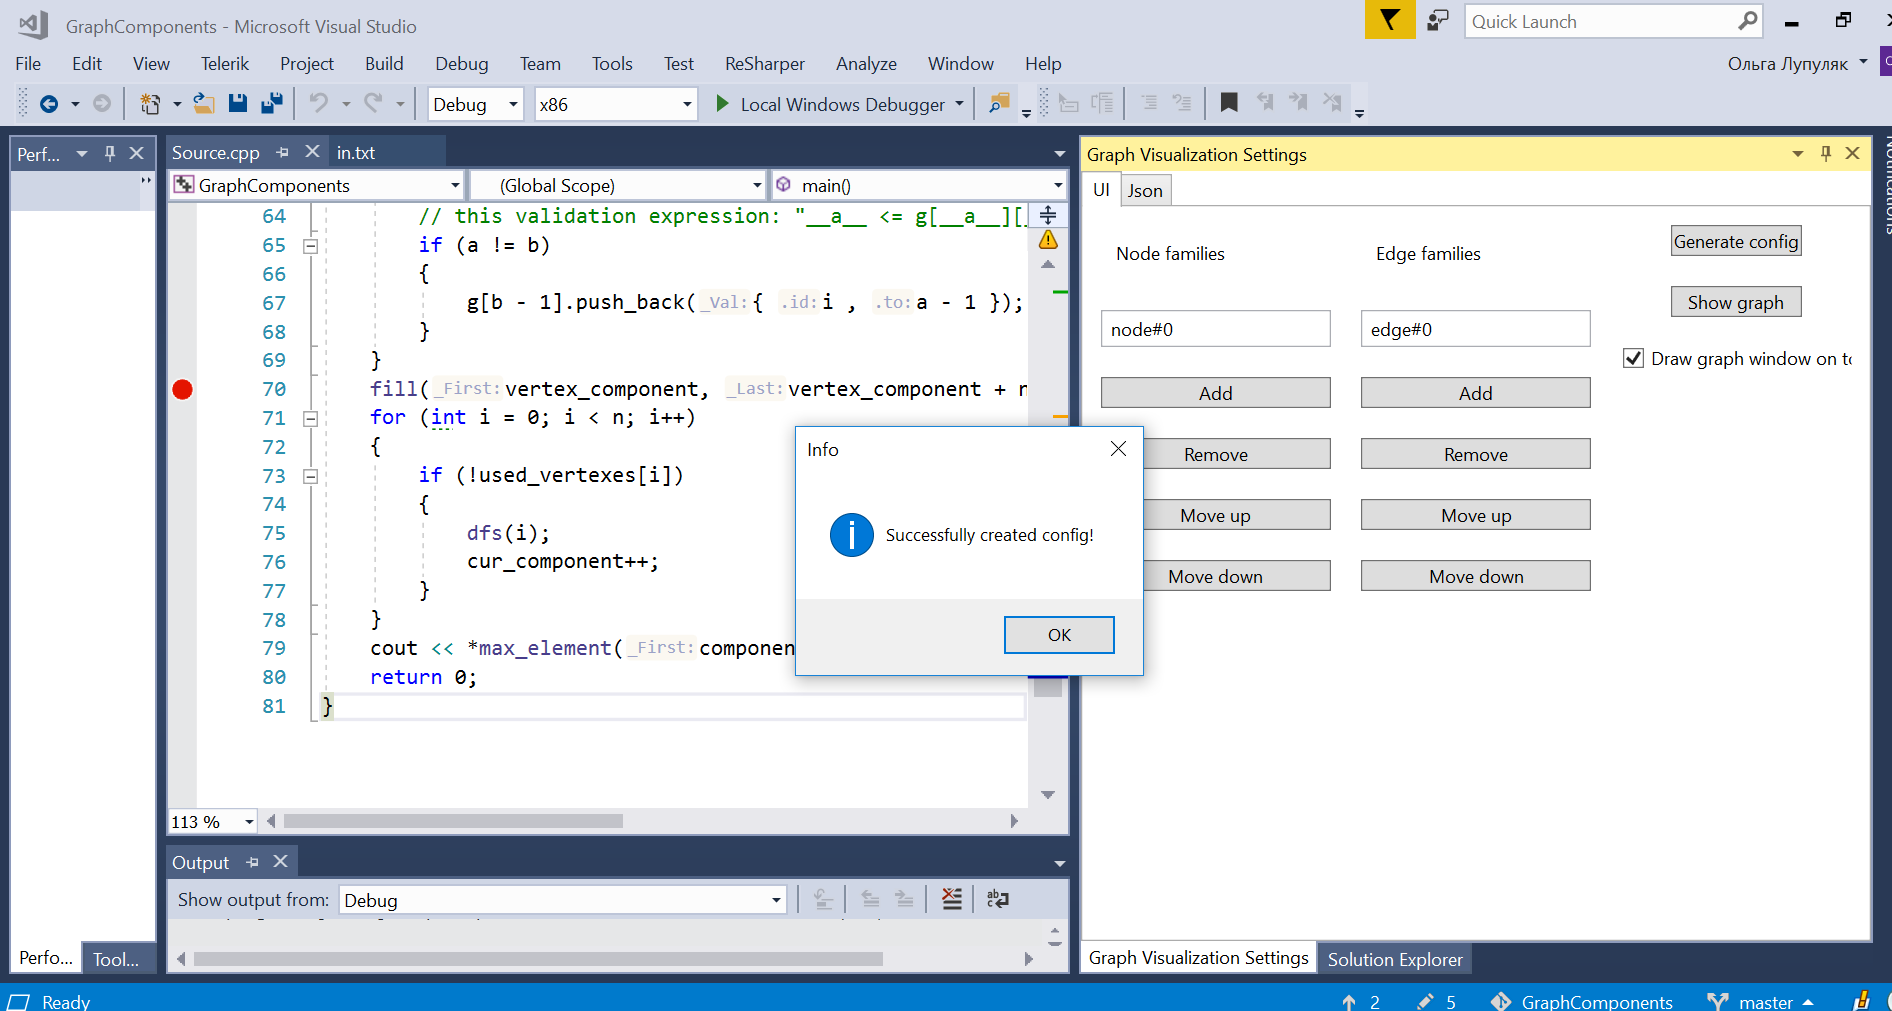 GraphComponents - Microsoft Visual Studio
Quick Launch
File Edit View Telerik Project Build Debug Team Tools Test ReSharper Analyze Window Help
Ольга Лупуляк
Debug x86 Local Windows Debugger
Perf...
Source.cpp in.txt
GraphComponents (Global Scope) main()
64 // this validation expression: "__a__ <= g[__a__][
65 if (a != b)
66 {
67 g[b - 1].push_back(_Val: { .id: i , .to: a - 1 });
68 }
69 }
70 fill(_First: vertex_component, _Last: vertex_component + n
71 for (int i = 0; i < n; i++)
72 {
73 if (!used_vertexes[i])
74 {
75 dfs(i);
76 cur_component++;
77 }
78 }
79 cout << *max_element(_First: componen
80 return 0;
81 }
113 %
Output
Show output from: Debug
Perfo... Tool...
Info
Successfully created config!
OK
Graph Visualization Settings
UI Json
Node families Edge families
Generate config
Show graph
Draw graph window on to
node#0 edge#0
Add Add
Remove Remove
Move up Move up
Move down Move down
Graph Visualization Settings Solution Explorer
Notifications
Ready
2 5 GraphComponents master